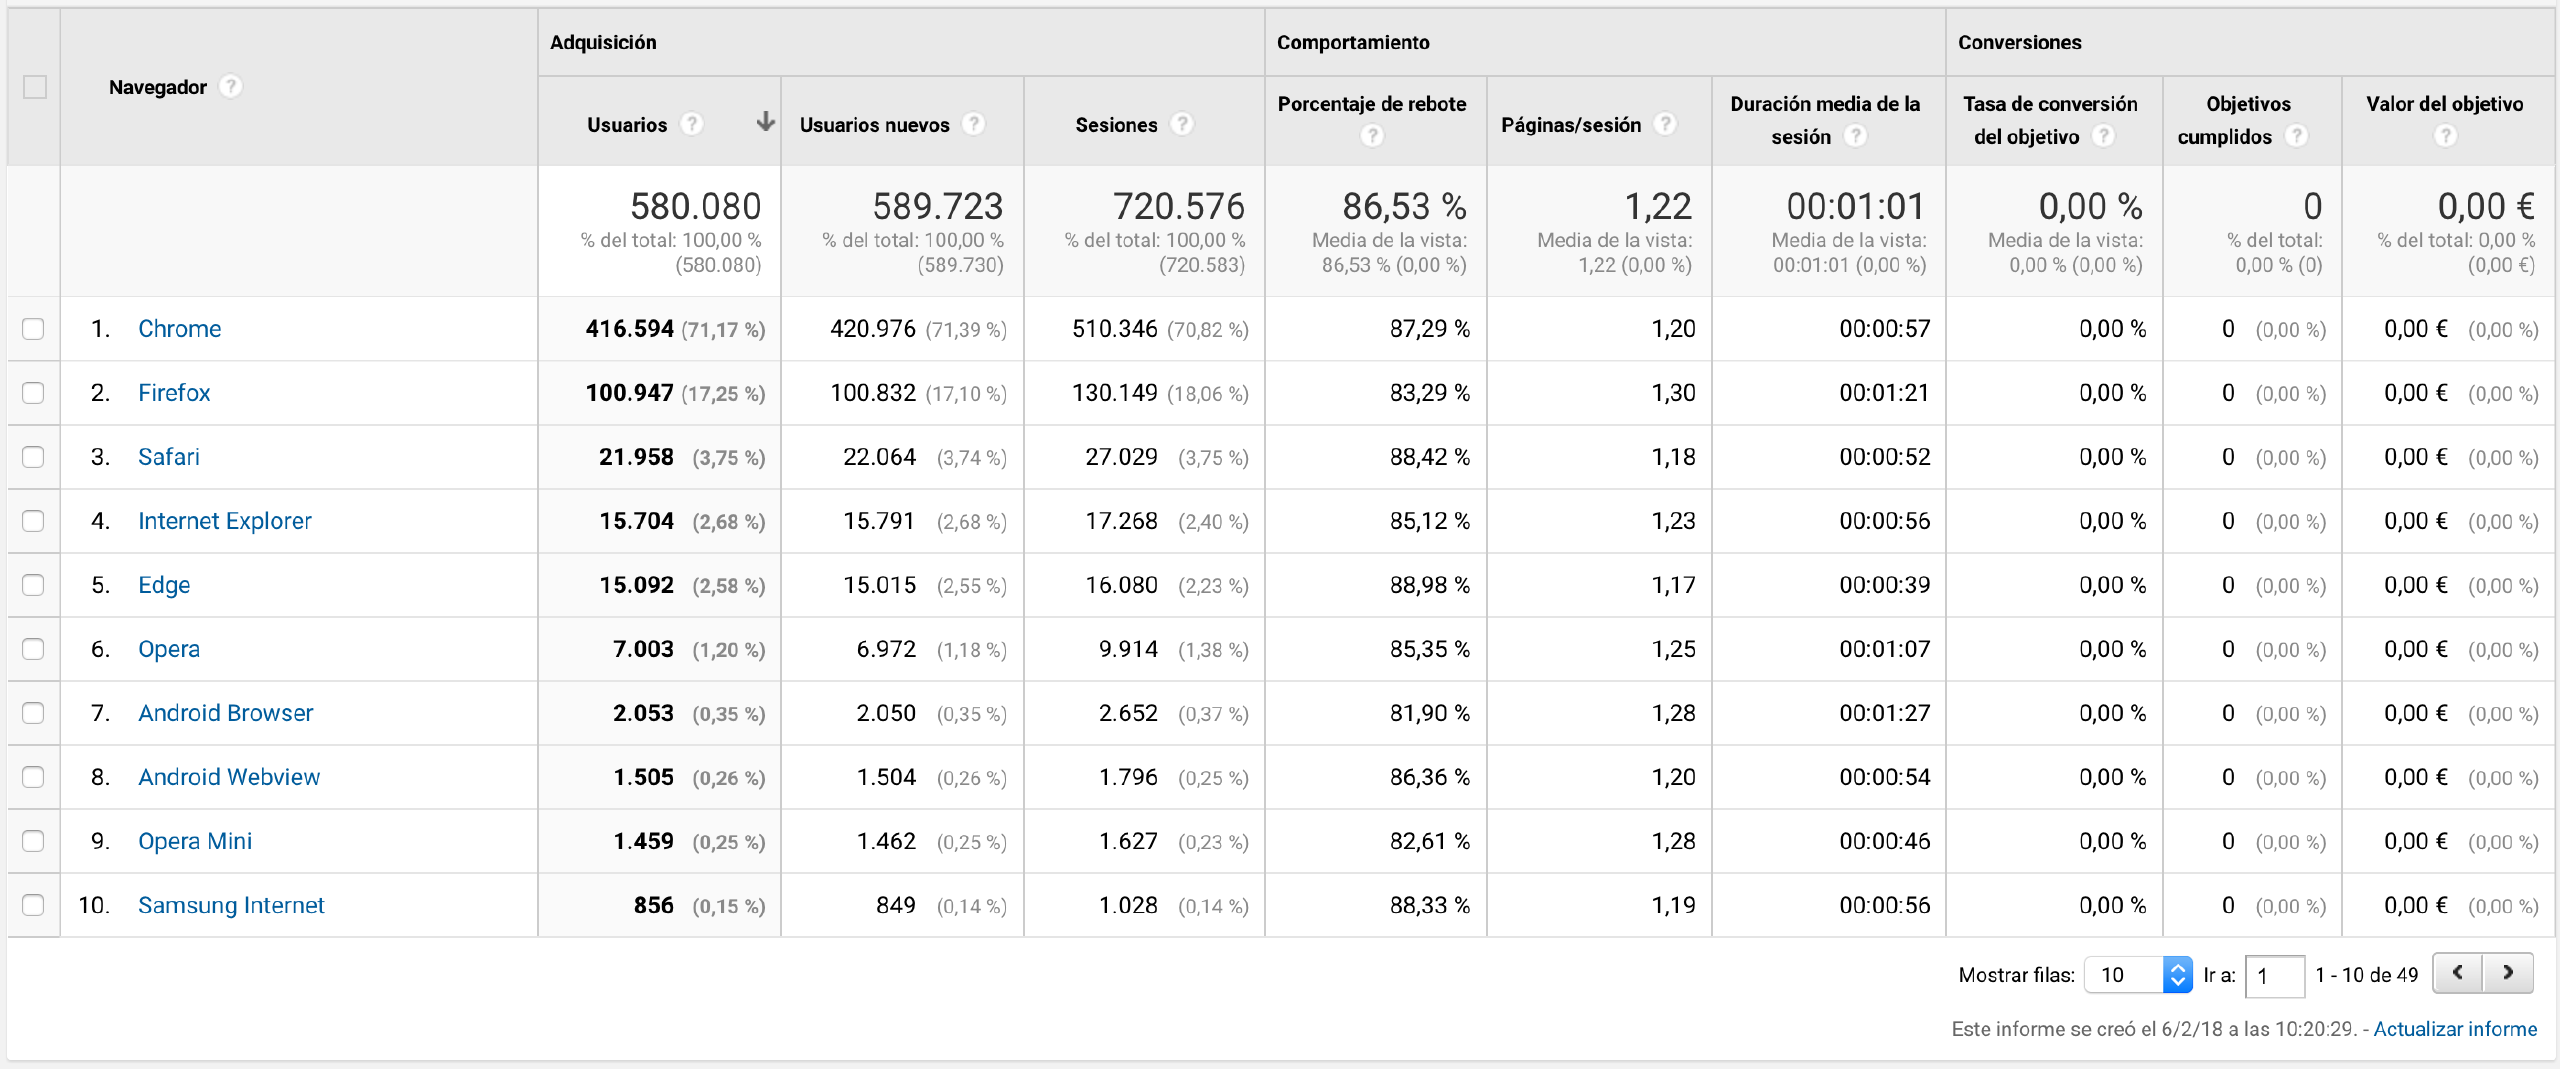 Adquisición Comportamiento Conversiones
Navegador ?
Usuarios ? Usuarios nuevos ? Sesiones ? Porcentaje de rebote ? Páginas/sesión ? Duración media de la sesión ? Tasa de conversión del objetivo ? Objetivos cumplidos ? Valor del objetivo ?
580.080 589.723 720.576 86,53 % 1,22 00:01:01 0,00 % 0 0,00 €
% del total: 100,00 % % del total: 100,00 % % del total: 100,00 % Media de la vista: Media de la vista: Media de la vista: Media de la vista: % del total: % del total: 0,00 %
(580.080) (589.730) (720.583) 86,53 % (0,00 %) 1,22 (0,00 %) 00:01:01 (0,00 %) 0,00 % (0,00 %) 0,00 % (0) (0,00 €)
1. Chrome 416.594 (71,17 %) 420.976 (71,39 %) 510.346 (70,82 %) 87,29 % 1,20 00:00:57 0,00 % 0 (0,00 %) 0,00 € (0,00 %)
2. Firefox 100.947 (17,25 %) 100.832 (17,10 %) 130.149 (18,06 %) 83,29 % 1,30 00:01:21 0,00 % 0 (0,00 %) 0,00 € (0,00 %)
3. Safari 21.958 (3,75 %) 22.064 (3,74 %) 27.029 (3,75 %) 88,42 % 1,18 00:00:52 0,00 % 0 (0,00 %) 0,00 € (0,00 %)
4. Internet Explorer 15.704 (2,68 %) 15.791 (2,68 %) 17.268 (2,40 %) 85,12 % 1,23 00:00:56 0,00 % 0 (0,00 %) 0,00 € (0,00 %)
5. Edge 15.092 (2,58 %) 15.015 (2,55 %) 16.080 (2,23 %) 88,98 % 1,17 00:00:39 0,00 % 0 (0,00 %) 0,00 € (0,00 %)
6. Opera 7.003 (1,20 %) 6.972 (1,18 %) 9.914 (1,38 %) 85,35 % 1,25 00:01:07 0,00 % 0 (0,00 %) 0,00 € (0,00 %)
7. Android Browser 2.053 (0,35 %) 2.050 (0,35 %) 2.652 (0,37 %) 81,90 % 1,28 00:01:27 0,00 % 0 (0,00 %) 0,00 € (0,00 %)
8. Android Webview 1.505 (0,26 %) 1.504 (0,26 %) 1.796 (0,25 %) 86,36 % 1,20 00:00:54 0,00 % 0 (0,00 %) 0,00 € (0,00 %)
9. Opera Mini 1.459 (0,25 %) 1.462 (0,25 %) 1.627 (0,23 %) 82,61 % 1,28 00:00:46 0,00 % 0 (0,00 %) 0,00 € (0,00 %)
10. Samsung Internet 856 (0,15 %) 849 (0,14 %) 1.028 (0,14 %) 88,33 % 1,19 00:00:56 0,00 % 0 (0,00 %) 0,00 € (0,00 %)
Mostrar filas: 10 Ir a: 1 1 - 10 de 49
Este informe se creó el 6/2/18 a las 10:20:29. - Actualizar informe